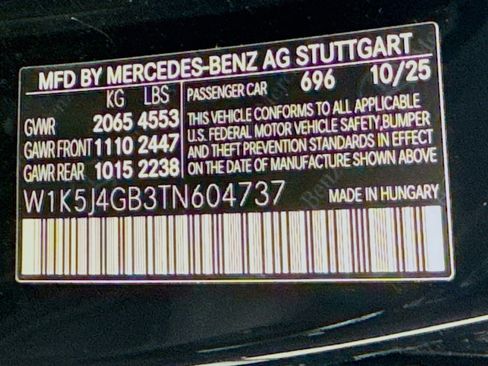 MFD BY MERCEDES-BENZ AG STUTTGART
KG LBS
GVWR 2065 4553
GAWR FRONT 1110 2447
GAWR REAR 1015 2238
PASSENGER CAR 696 10/25
THIS VEHICLE CONFORMS TO ALL APPLICABLE
U.S. FEDERAL MOTOR VEHICLE SAFETY, BUMPER
AND THEFT PREVENTION STANDARDS IN EFFECT
ON THE DATE OF MANUFACTURE SHOWN ABOVE.
W1K5J4GB3TN604737
MADE IN HUNGARY